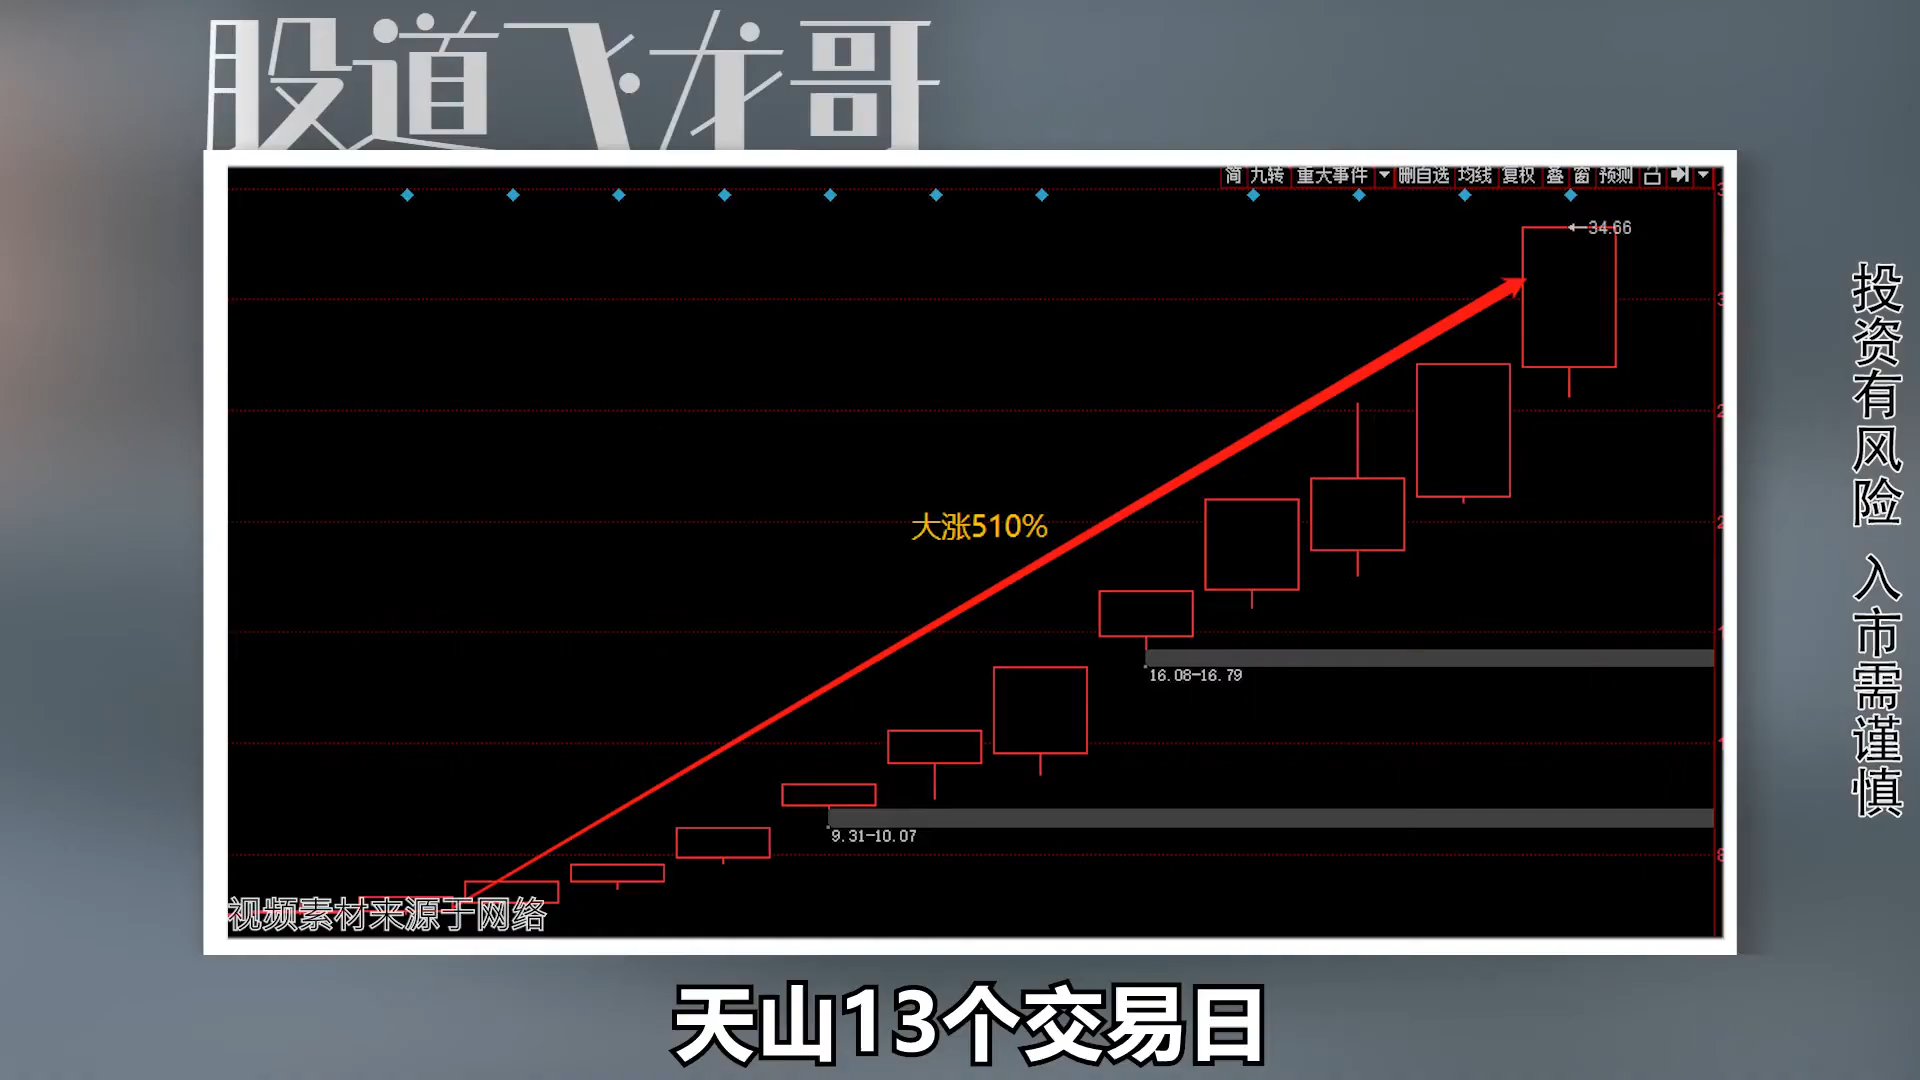 股道飞龙哥
简 九转 重大事件 删自选 均线 复权 叠 窗 预测
34.66
大涨510%
16.08-16.79
9.31-10.07
8
视频素材来源于网络
天山13个交易日
投资有风险 入市需谨慎